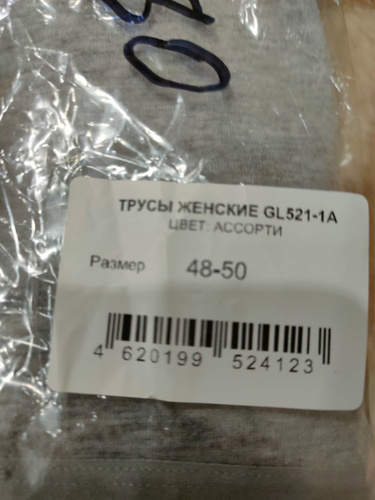 ТРУСЫ ЖЕНСКИЕ GL521-1A
ЦВЕТ: АССОРТИ
Размер 48-50
4 620199 524123